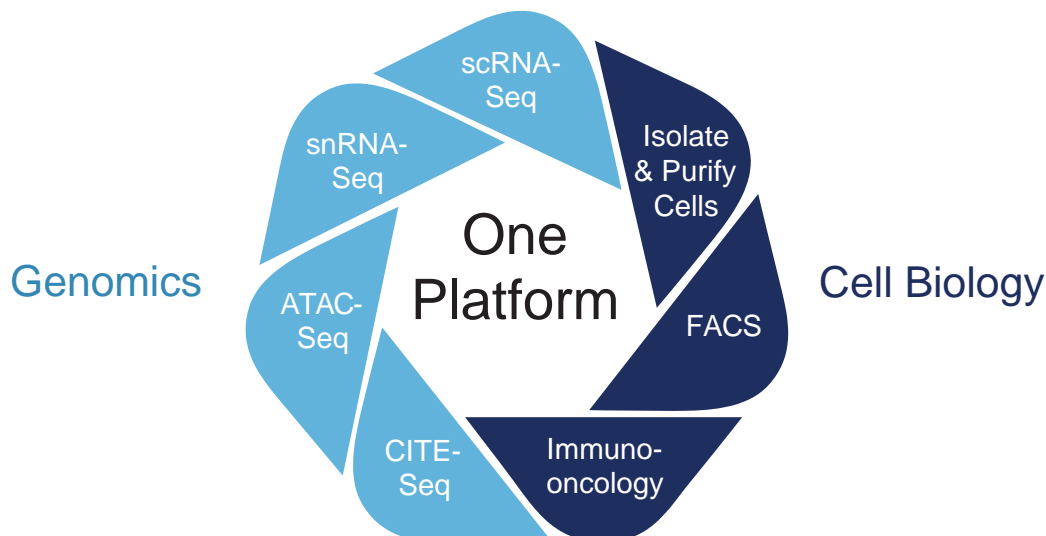 scRNA-
Seq
Isolate
& Purify
Cells
snRNA-
Seq
One
Platform
Genomics
Cell Biology
ATAC-
Seq
FACS
CITE-
Seq
Immuno-
oncology